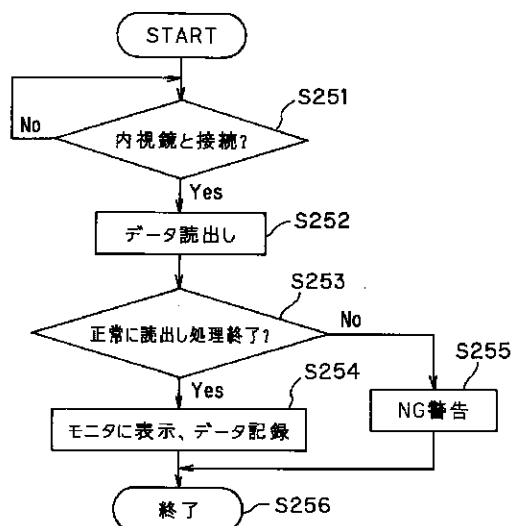 START
S251
No
内視鏡と接続?
Yes
S252
データ読出し
S253
正常に読出し処理終了?
No
S255
S254
Yes
NG警告
モニタに表示、データ記録
終了
S256